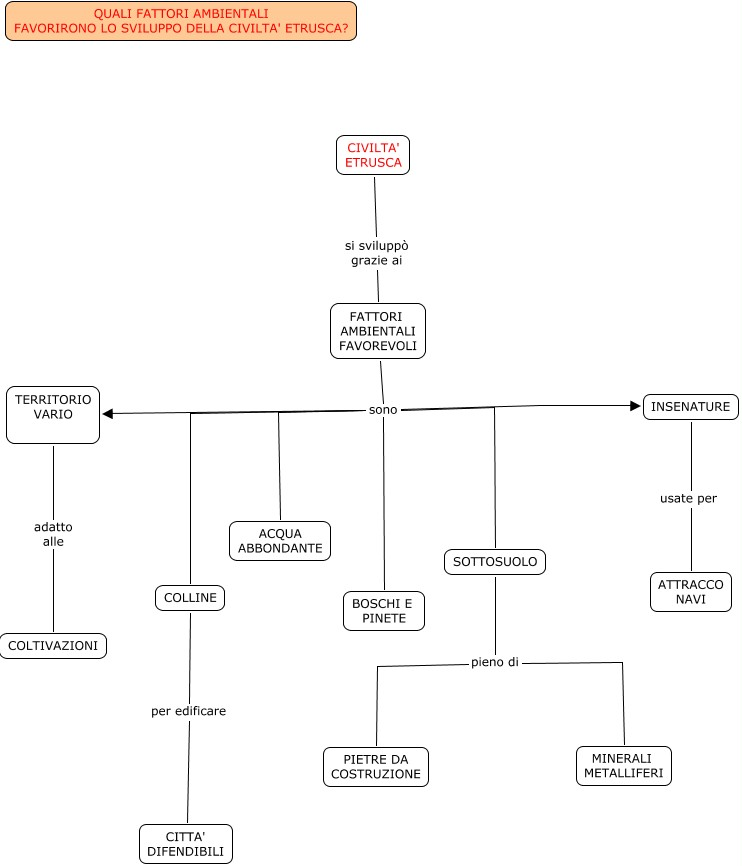 QUALI FATTORI AMBIENTALI
FAVORIRONO LO SVILUPPO DELLA CIVILTA' ETRUSCA?
CIVILTA'
ETRUSCA
si sviluppò
grazie ai
FATTORI
AMBIENTALI
FAVOREVOLI
sono
TERRITORIO
VARIO
INSENATURE
adatto
alle
usate per
ACQUA
ABBONDANTE
SOTTOSUOLO
COLLINE
BOSCHI E
PINETE
ATTRACCO
NAVI
COLTIVAZIONI
pieno di
per edificare
PIETRE DA
COSTRUZIONE
MINERALI
METALLIFERI
CITTA'
DIFENDIBILI